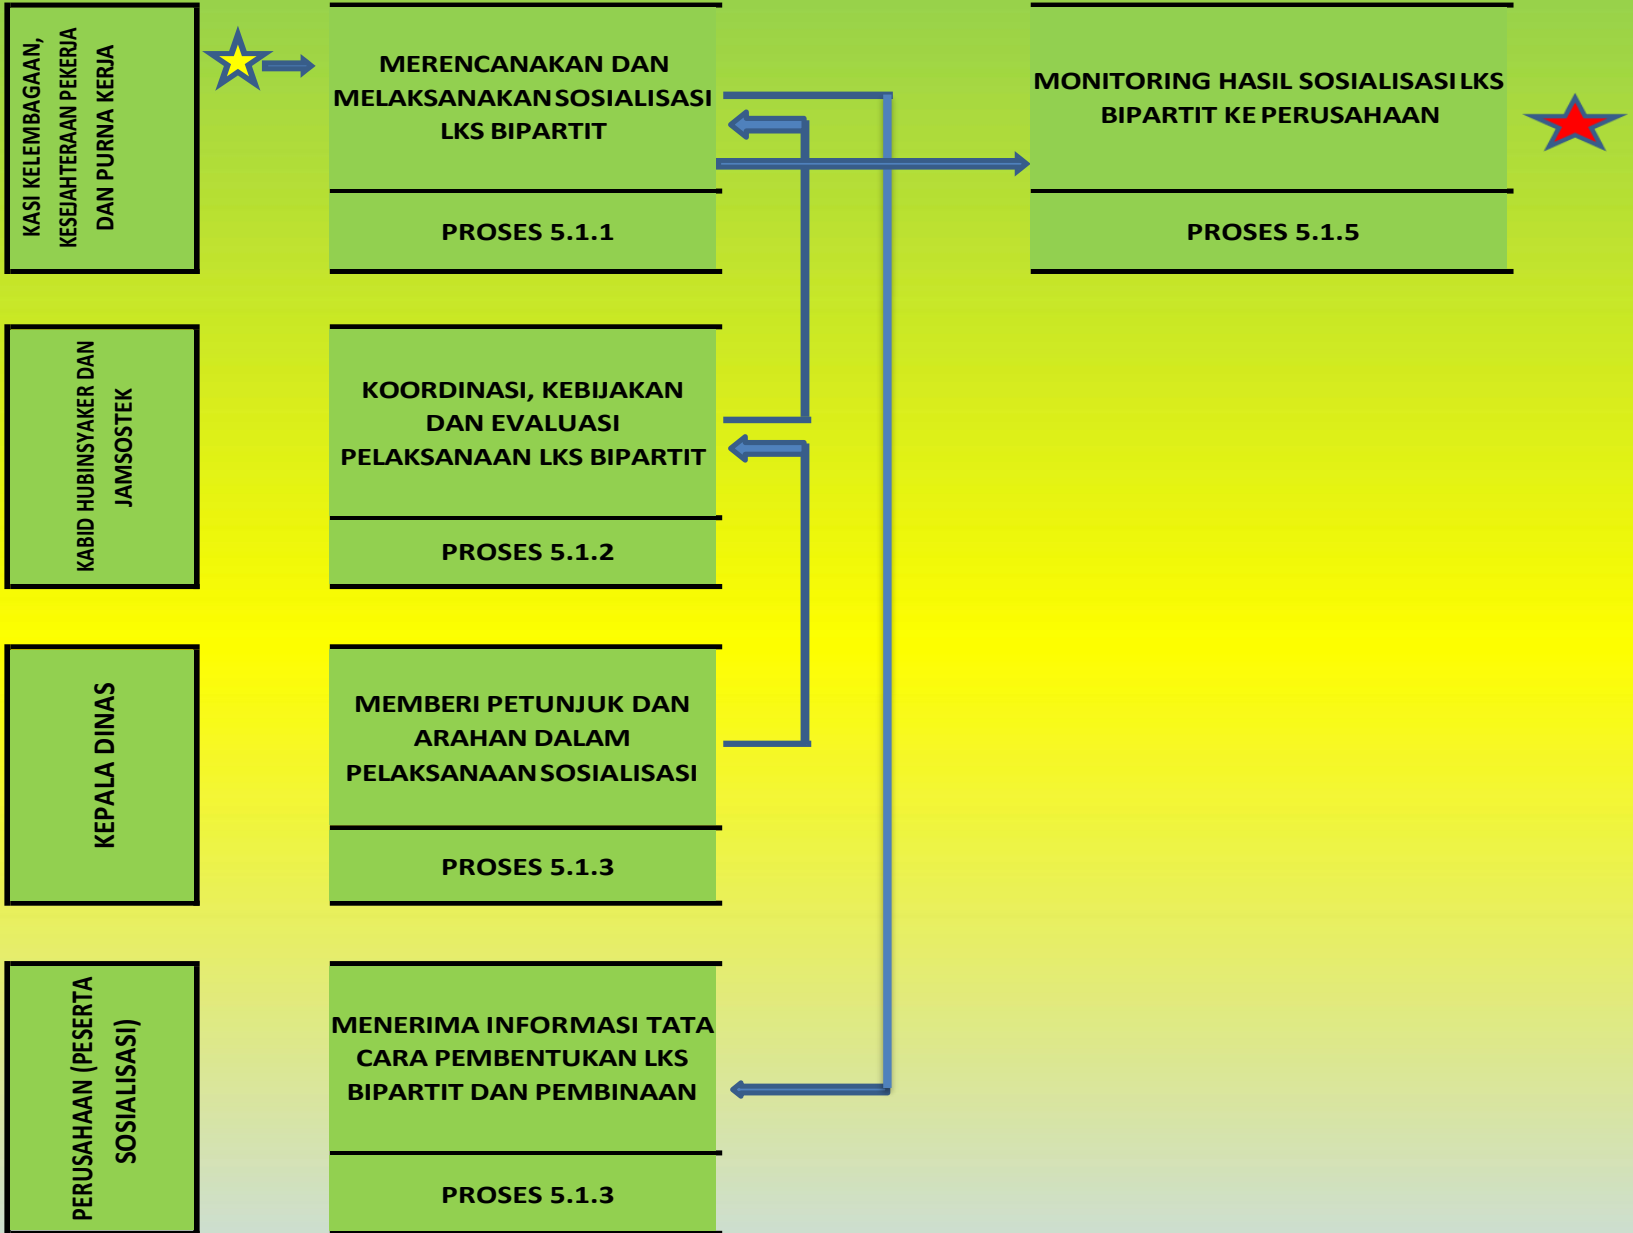 KASI KELEMBAGAAN,
KESEJAHTERAAN PEKERJA
DAN PURNA KERJA
MERENCANAKAN DAN
MELAKSANAKAN SOSIALISASI
LKS BIPARTIT
PROSES 5.1.1
MONITORING HASIL SOSIALISASI LKS
BIPARTIT KE PERUSAHAAN
PROSES 5.1.5
KABID HUBINSYAKER DAN
JAMSOSTEK
KOORDINASI, KEBIJAKAN
DAN EVALUASI
PELAKSANAAN LKS BIPARTIT
PROSES 5.1.2
KEPALA DINAS
MEMBERI PETUNJUK DAN
ARAHAN DALAM
PELAKSANAAN SOSIALISASI
PROSES 5.1.3
PERUSAHAAN (PESERTA
SOSIALISASI)
MENERIMA INFORMASI TATA
CARA PEMBENTUKAN LKS
BIPARTIT DAN PEMBINAAN
PROSES 5.1.3